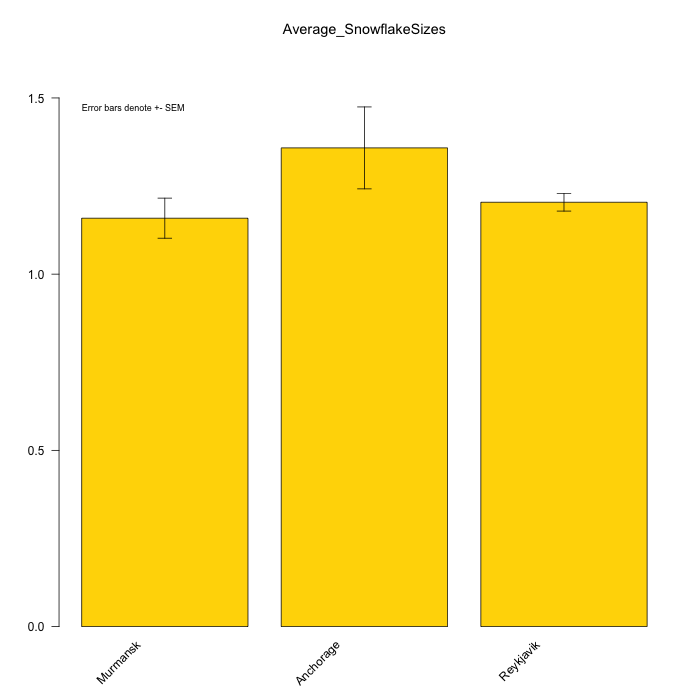 Average_SnowflakeSizes
1.5
Error bars denote +- SEM
1.0
0.5
0.0
Murmansk
Anchorage
Reykjavik